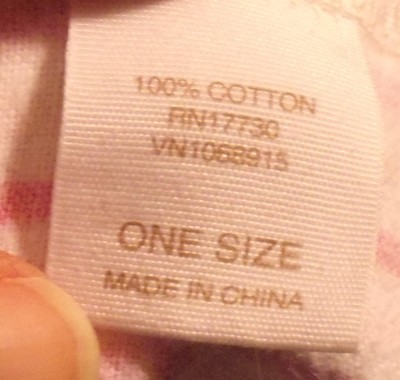 100% COTTON
RN17730
VN1068915
ONE SIZE
MADE IN CHINA